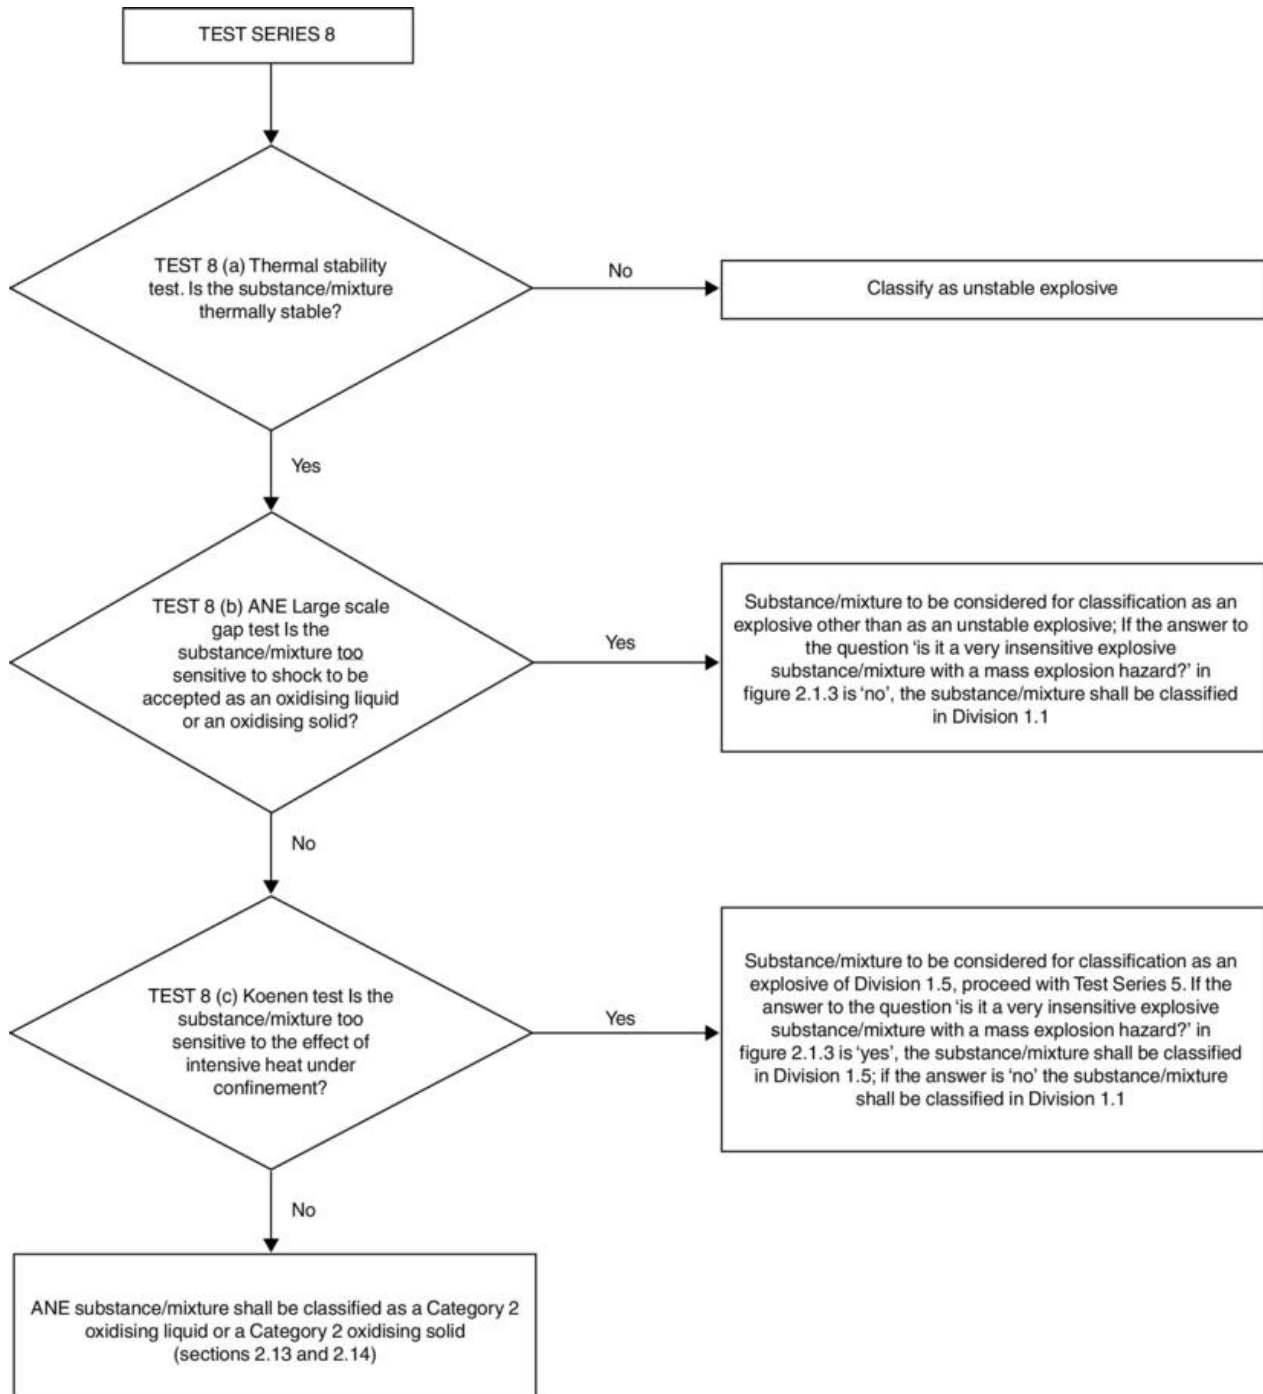 TEST SERIES 8
TEST 8 (a) Thermal stability
test. Is the substance/mixture
thermally stable?
No
Classify as unstable explosive
Yes
TEST 8 (b) ANE Large scale
gap test Is the
substance/mixture too
sensitive to shock to be
accepted as an oxidising liquid
or an oxidising solid?
Yes
Substance/mixture to be considered for classification as an
explosive other than as an unstable explosive; If the answer to
the question ‘is it a very insensitive explosive
substance/mixture with a mass explosion hazard?’ in
figure 2.1.3 is ‘no’, the substance/mixture shall be classified
in Division 1.1
No
TEST 8 (c) Koenen test Is the
substance/mixture too
sensitive to the effect of
intensive heat under
confinement?
Yes
Substance/mixture to be considered for classification as an
explosive of Division 1.5, proceed with Test Series 5. If the
answer to the question ‘is it a very insensitive explosive
substance/mixture with a mass explosion hazard?’ in
figure 2.1.3 is ‘yes’, the substance/mixture shall be classified
in Division 1.5; if the answer is ‘no’ the substance/mixture
shall be classified in Division 1.1
No
ANE substance/mixture shall be classified as a Category 2
oxidising liquid or a Category 2 oxidising solid
(sections 2.13 and 2.14)